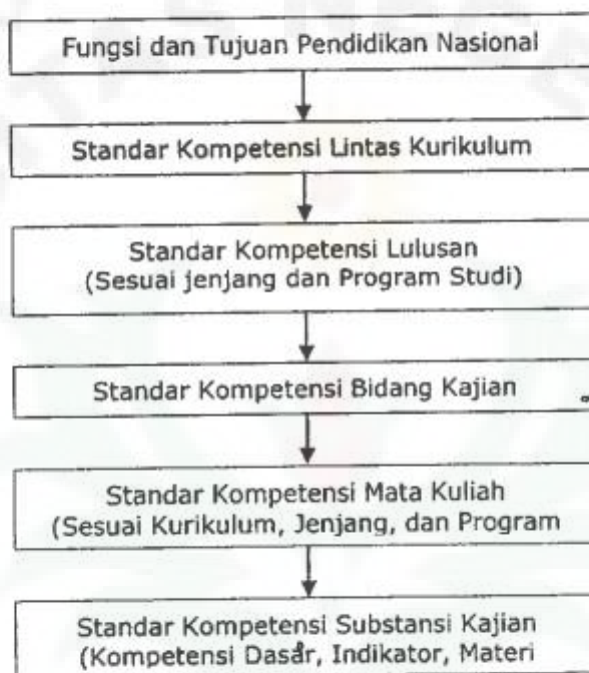 Fungsi dan Tujuan Pendidikan Nasional
Standar Kompetensi Lintas Kurikulum
Standar Kompetensi Lulusan
(Sesuai jenjang dan Program Studi)
Standar Kompetensi Bidang Kajian
Standar Kompetensi Mata Kuliah
(Sesuai Kurikulum, Jenjang, dan Program
Standar Kompetensi Substansi Kajian
(Kompetensi Dasar, Indikator, Materi